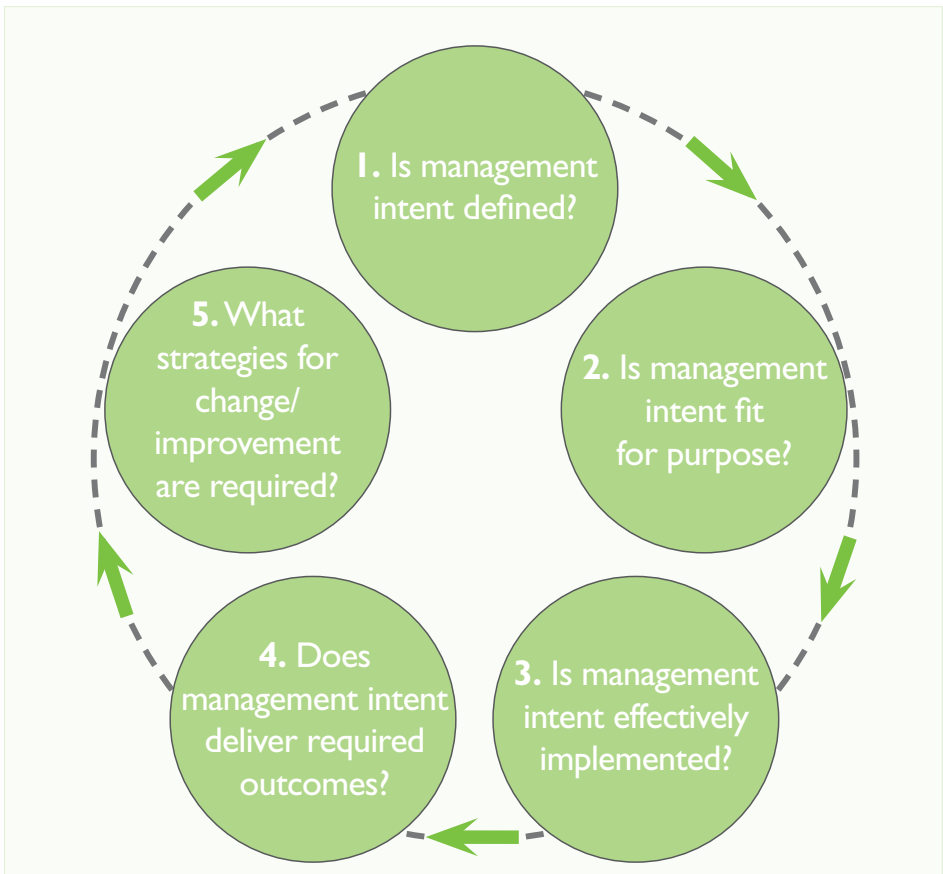 1. Is management
intent defined?
2. Is management
intent fit
for purpose?
3. Is management
intent effectively
implemented?
4. Does
management intent
deliver required
outcomes?
5. What
strategies for
change/
improvement
are required?